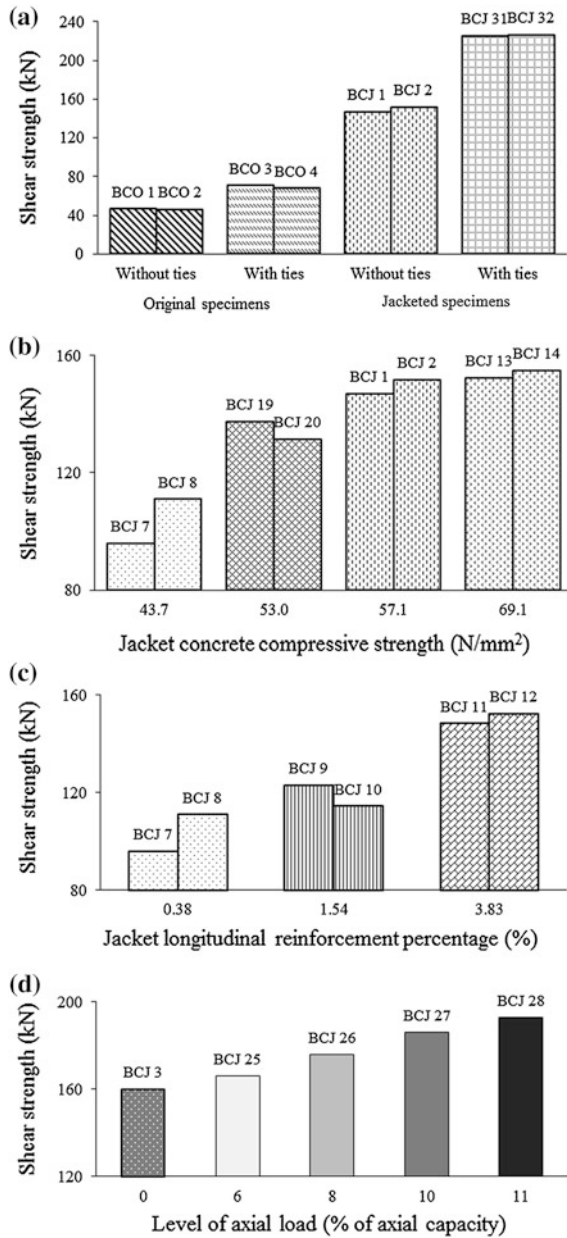 (a)
Shear strength (kN)
240
200
160
120
80
40
0
BCO 1 BCO 2
BCO 3 BCO 4
BCJ 1 BCJ 2
BCJ 31 BCJ 32
Without ties With ties Without ties With ties
Original specimens Jacketed specimens
(b)
Shear strength (kN)
160
120
80
BCJ 7 BCJ 8
BCJ 19 BCJ 20
BCJ 1 BCJ 2
BCJ 13 BCJ 14
43.7 53.0 57.1 69.1
Jacket concrete compressive strength (N/mm²)
(c)
Shear strength (kN)
160
120
80
BCJ 7 BCJ 8
BCJ 9 BCJ 10
BCJ 11 BCJ 12
0.38 1.54 3.83
Jacket longitudinal reinforcement percentage (%)
(d)
Shear strength (kN)
200
160
120
BCJ 3 BCJ 25 BCJ 26 BCJ 27 BCJ 28
0 6 8 10 11
Level of axial load (% of axial capacity)